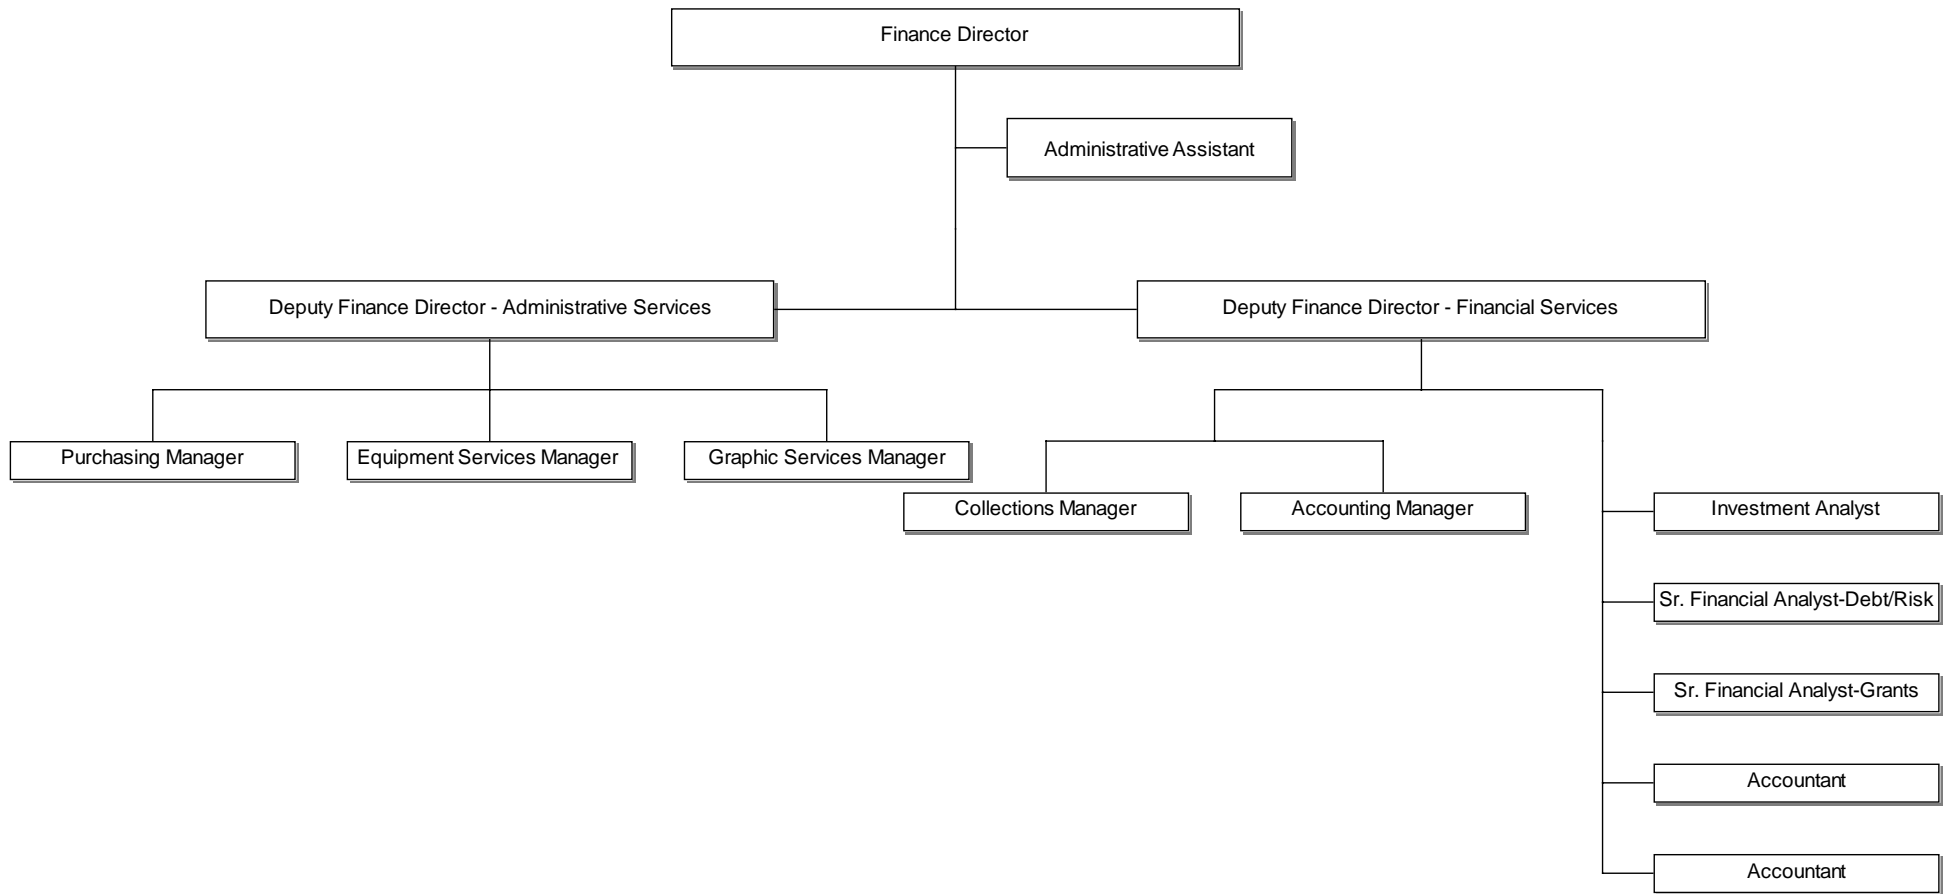 Finance Director
Administrative Assistant
Deputy Finance Director - Administrative Services
Deputy Finance Director - Financial Services
Purchasing Manager
Equipment Services Manager
Graphic Services Manager
Collections Manager
Accounting Manager
Investment Analyst
Sr. Financial Analyst-Debt/Risk
Sr. Financial Analyst-Grants
Accountant
Accountant